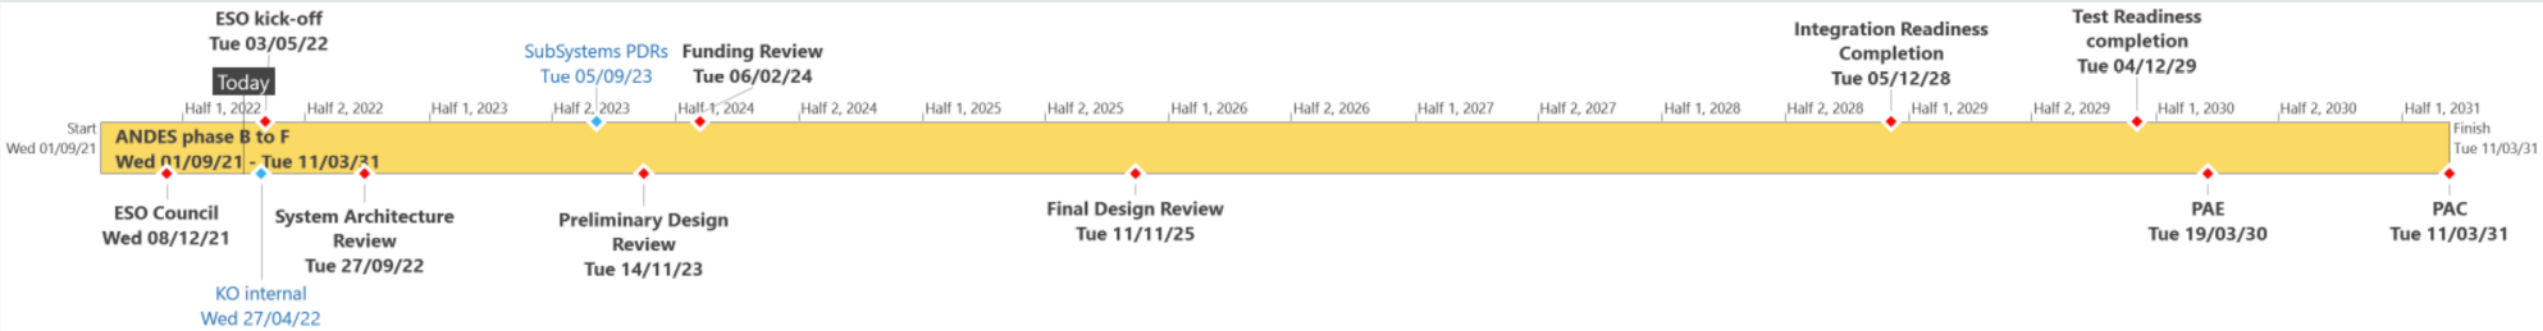 ESO kick-off
Tue 03/05/22
Today
SubSystems PDRs
Tue 05/09/23
Funding Review
Tue 06/02/24
Integration Readiness
Completion
Tue 05/12/28
Test Readiness
completion
Tue 04/12/29
Half 1, 2022
Half 2, 2022
Half 1, 2023
Half 2, 2023
Half 1, 2024
Half 2, 2024
Half 1, 2025
Half 2, 2025
Half 1, 2026
Half 2, 2026
Half 1, 2027
Half 2, 2027
Half 1, 2028
Half 2, 2028
Half 1, 2029
Half 2, 2029
Half 1, 2030
Half 2, 2030
Half 1, 2031
Start
Wed 01/09/21
ANDES phase B to F
Wed 01/09/21 - Tue 11/03/31
Finish
Tue 11/03/31
ESO Council
Wed 08/12/21
KO internal
Wed 27/04/22
System Architecture
Review
Tue 27/09/22
Preliminary Design
Review
Tue 14/11/23
Final Design Review
Tue 11/11/25
PAE
Tue 19/03/30
PAC
Tue 11/03/31